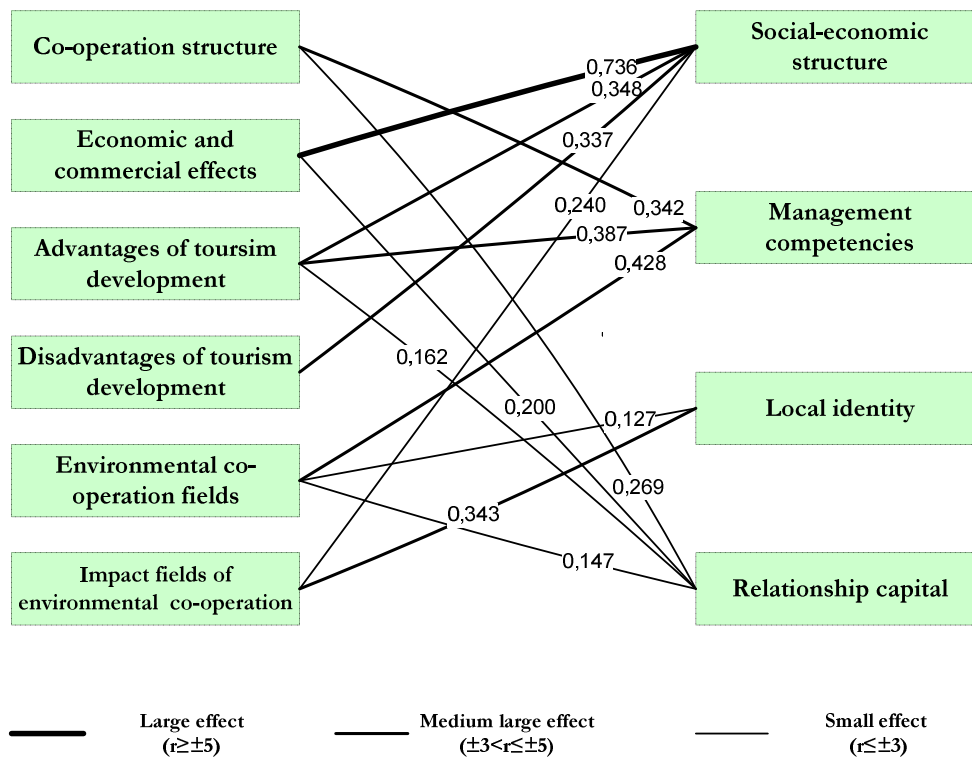 Co-operation structure
Economic and
commercial effects
Advantages of toursim
development
Disadvantages of tourism
development
Environmental co-
operation fields
Impact fields of
environmental co-operation
0,736
0,348
0,337
0,240
0,342
0,387
0,428
0,162
0,200
0,127
0,269
0,343
0,147
Social-economic
structure
Management
competencies
Local identity
Relationship capital
Large effect
(r≥±5)
Medium large effect
(±3<r≤±5)
Small effect
(r≤±3)